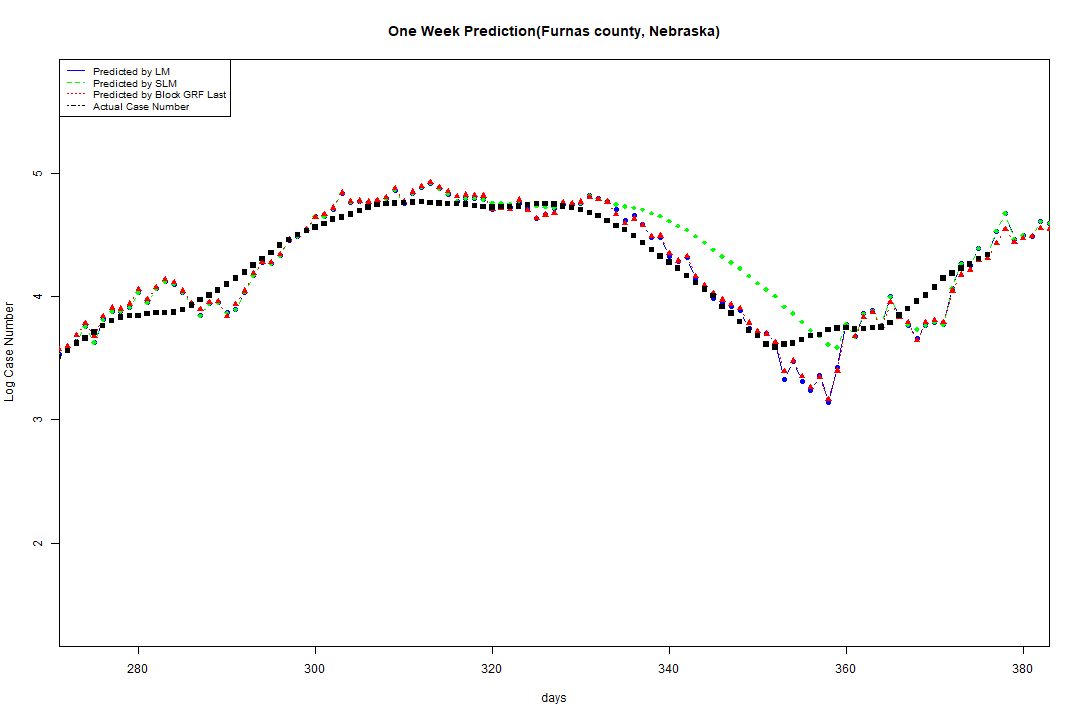 One Week Prediction(Furnas county, Nebraska)
Predicted by LM
Predicted by SLM
Predicted by Block GRF Last
Actual Case Number
5
4
3
2
Log Case Number
280 300 320 340 360 380
days